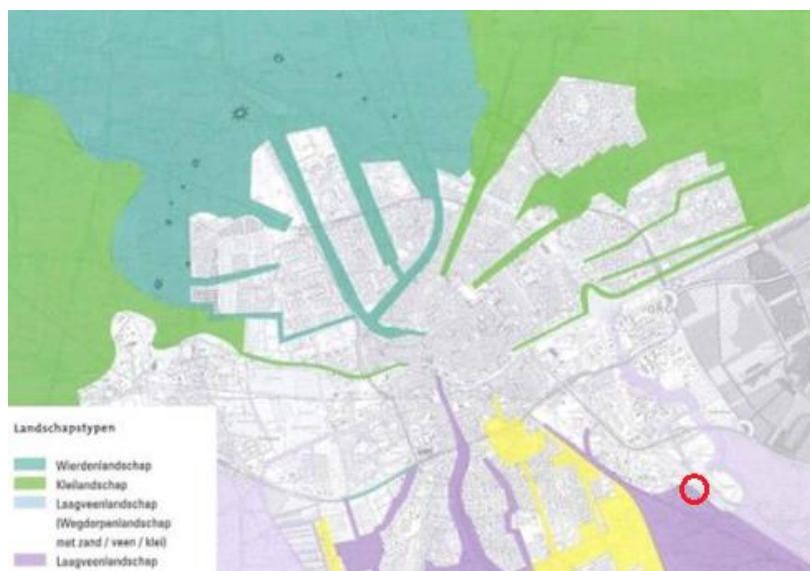 Landschapstypen
Wierdenlandschap
Kleilandschap
Laagveenlandschap
(Wegdorpenlandschap
met zand / veen / klei)
Laagveenlandschap